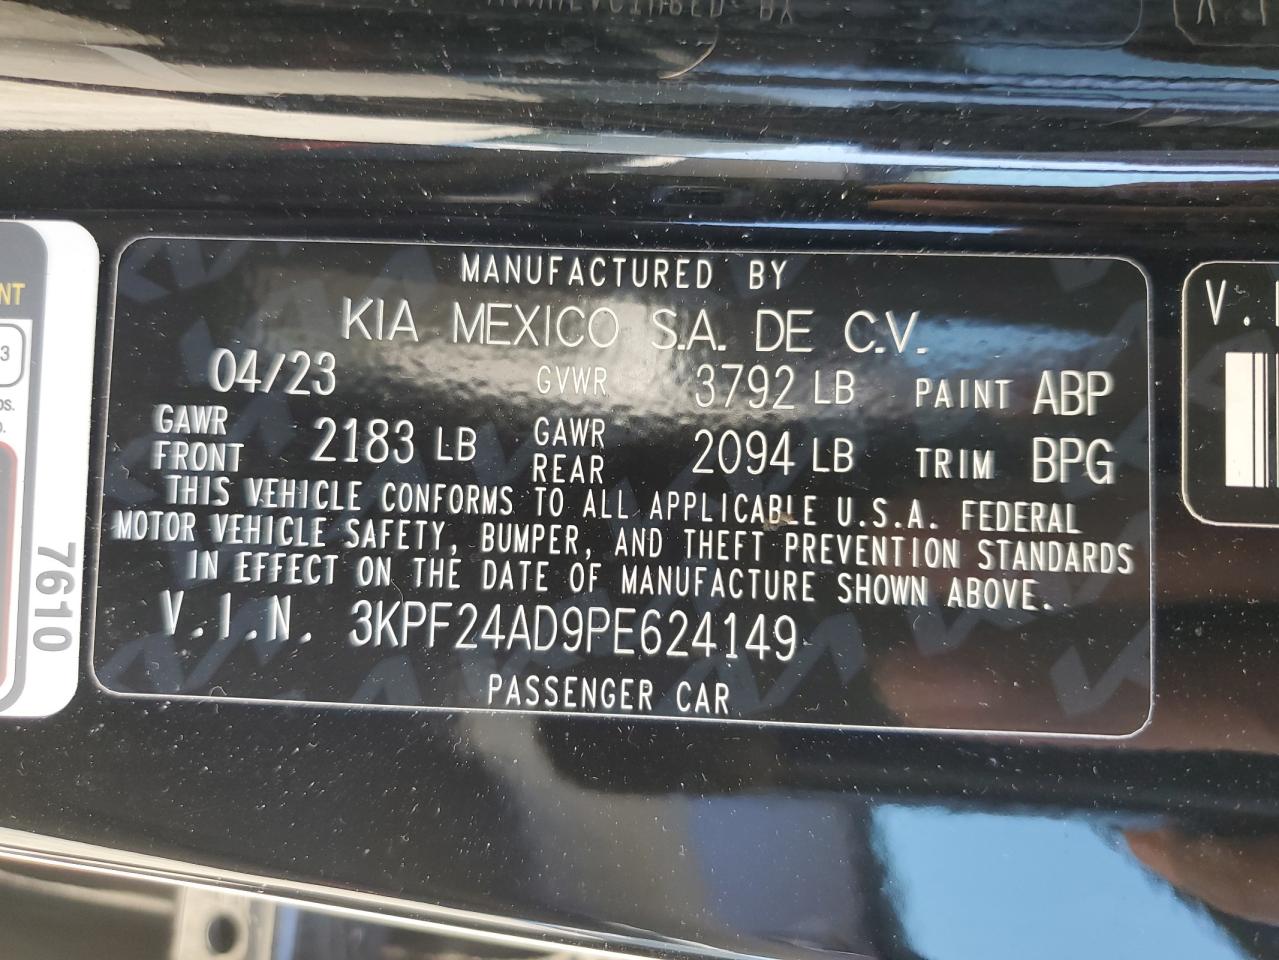 MANUFACTURED BY
KIA MEXICO S.A. DE C.V.
04/23 GVWR 3792 LB PAINT ABP
GAWR FRONT 2183 LB GAWR REAR 2094 LB TRIM BPG
THIS VEHICLE CONFORMS TO ALL APPLICABLE U.S.A. FEDERAL
MOTOR VEHICLE SAFETY, BUMPER, AND THEFT PREVENTION STANDARDS
IN EFFECT ON THE DATE OF MANUFACTURE SHOWN ABOVE.
V.I.N. 3KPF24AD9PE624149
PASSENGER CAR
NT
3
7610
V.